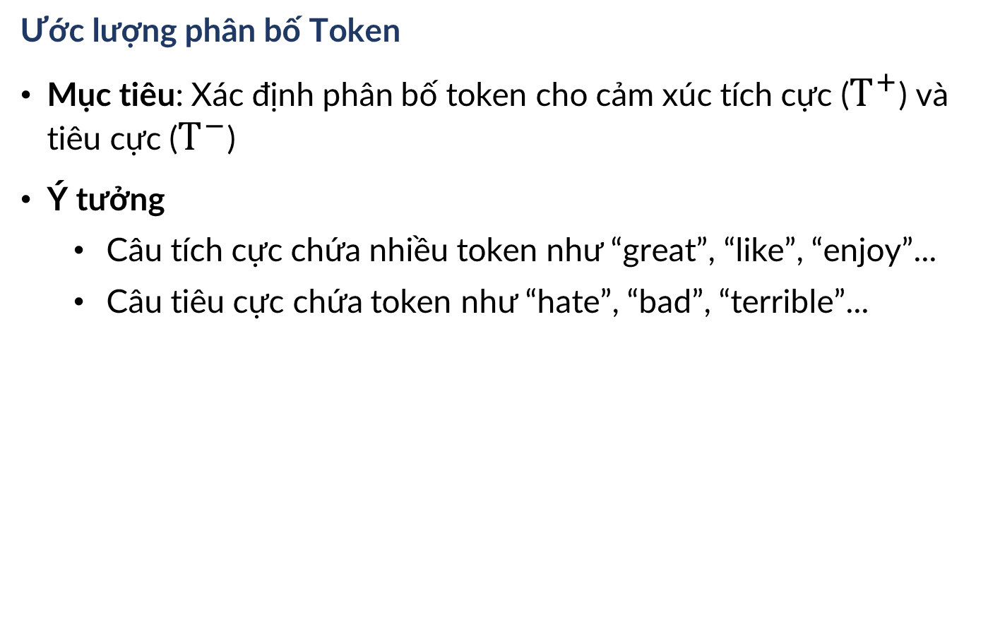 Ước lượng phân bố Token
• Mục tiêu: Xác định phân bố token cho cảm xúc tích cực (T⁺) và
tiêu cực (T⁻)
• Ý tưởng
• Câu tích cực chứa nhiều token như “great”, “like”, “enjoy”...
• Câu tiêu cực chứa token như “hate”, “bad”, “terrible”...